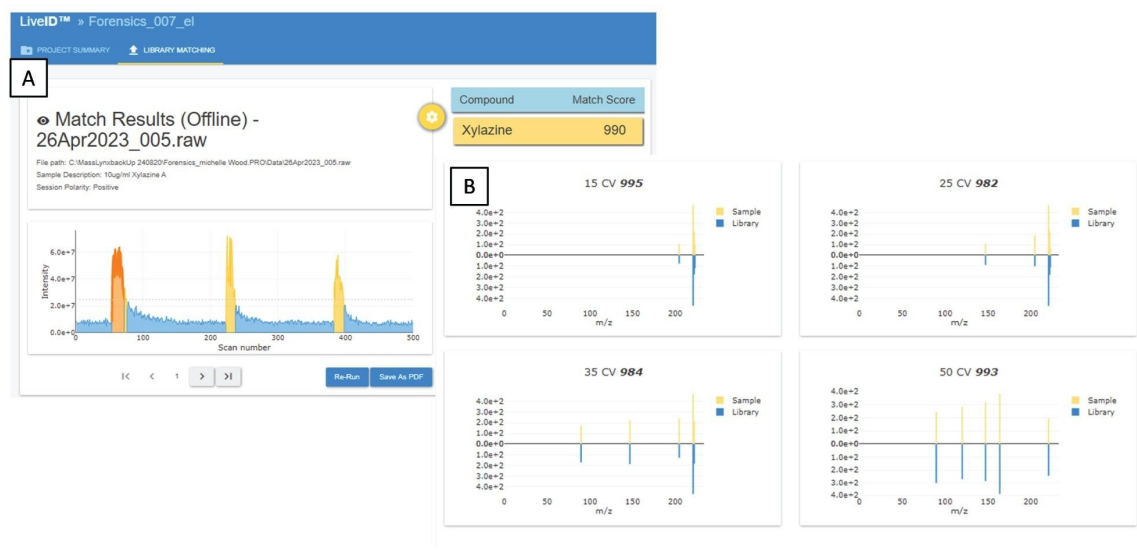 LiveID™ » Forensics_007_el
PROJECT SUMMARY LIBRARY MATCHING
A
Match Results (Offline) -
26Apr2023_005.raw
File path: C:\MassLynxbackUp 240820\Forensics_michelle Wood.PRO\Data\26Apr2023_005.raw
Sample Description: 10ug/ml Xylazine A
Session Polarity: Positive
Compound Match Score
Xylazine 990
Intensity
6.0e+7
4.0e+7
2.0e+7
0.0e+0
0 100 200 300 400 500
Scan number
1
Re-Run Save As PDF
B
15 CV 995
4.0e+2
3.0e+2
2.0e+2
1.0e+2
0.0e+0
1.0e+2
2.0e+2
3.0e+2
4.0e+2
0 50 100 150 200
m/z
Sample
Library
25 CV 982
4.0e+2
3.0e+2
2.0e+2
1.0e+2
0.0e+0
1.0e+2
2.0e+2
3.0e+2
4.0e+2
0 50 100 150 200
m/z
Sample
Library
35 CV 984
4.0e+2
3.0e+2
2.0e+2
1.0e+2
0.0e+0
1.0e+2
2.0e+2
3.0e+2
4.0e+2
0 50 100 150 200
m/z
Sample
Library
50 CV 993
4.0e+2
3.0e+2
2.0e+2
1.0e+2
0.0e+0
1.0e+2
2.0e+2
3.0e+2
4.0e+2
0 50 100 150 200
m/z
Sample
Library